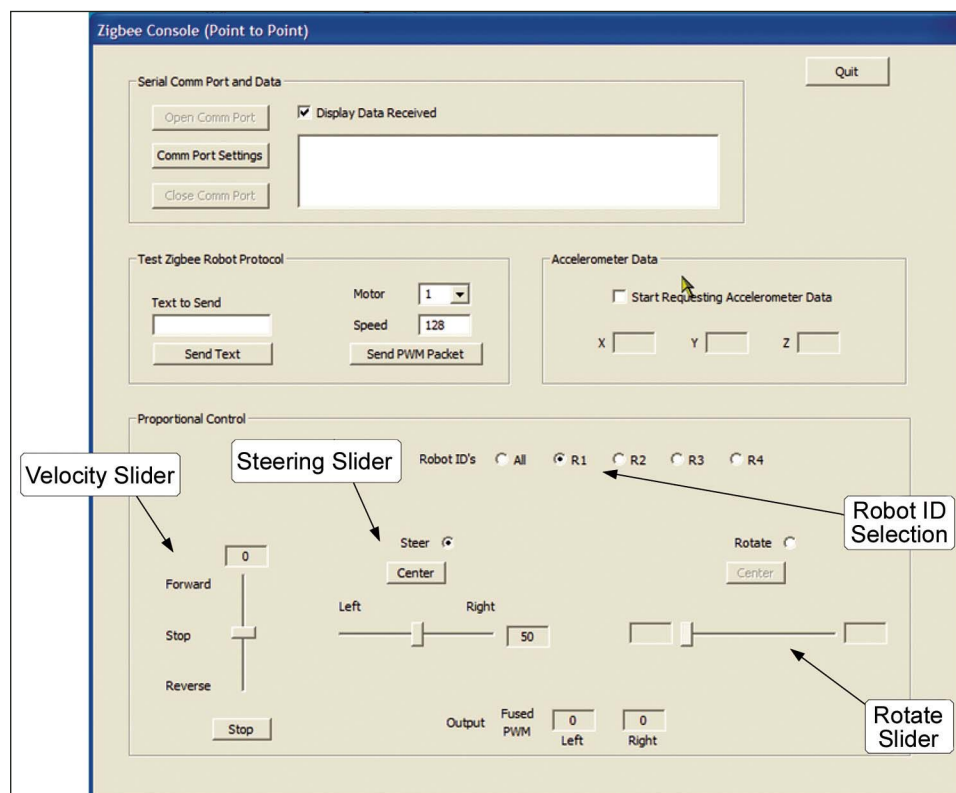 Zigbee Console (Point to Point)
Quit
Serial Comm Port and Data
Open Comm Port
Display Data Received
Comm Port Settings
Close Comm Port
Test Zigbee Robot Protocol
Text to Send
Send Text
Motor 1
Speed 128
Send PWM Packet
Accelerometer Data
Start Requesting Accelerometer Data
X Y Z
Proportional Control
Velocity Slider
Steering Slider
Robot ID's All R1 R2 R3 R4
Robot ID
Selection
0
Forward
Stop
Reverse
Stop
Steer
Center
Left Right
50
Rotate
Center
Rotate
Slider
Output
Fused
PWM
0 0
Left Right